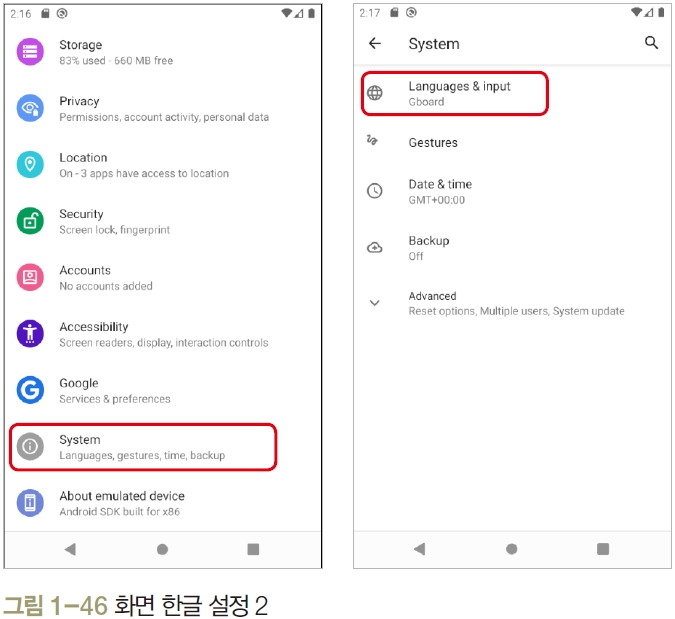 2:16
Storage
83% used - 660 MB free
Privacy
Permissions, account activity, personal data
Location
On - 3 apps have access to location
Security
Screen lock, fingerprint
Accounts
No accounts added
Accessibility
Screen readers, display, interaction controls
Google
Services & preferences
System
Languages, gestures, time, backup
About emulated device
Android SDK built for x86
2:17
System
Languages & input
Gboard
Gestures
Date & time
GMT+00:00
Backup
Off
Advanced
Reset options, Multiple users, System update
그림 1-46 화면 한글 설정 2